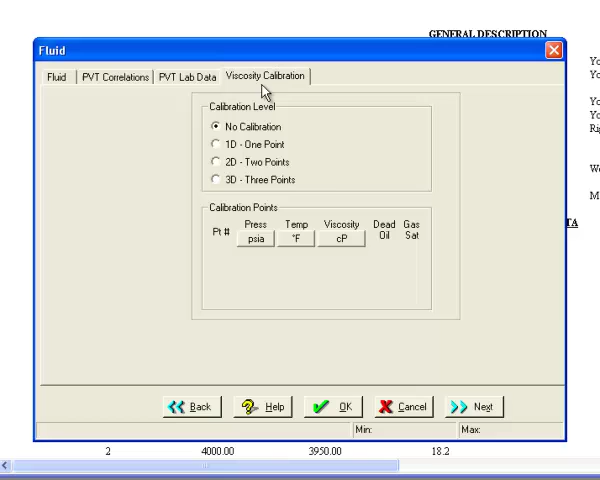 GENERAL DESCRIPTION
Fluid
Fluid PVT Correlations PVT Lab Data Viscosity Calibration
Calibration Level
No Calibration
1D - One Point
2D - Two Points
3D - Three Points
Calibration Points
Pt # Press Temp Viscosity Dead Oil Gas Sat
psia °F cP
Back Help OK Cancel Next
Min: Max:
TA
2 4000.00 3950.00 18.2